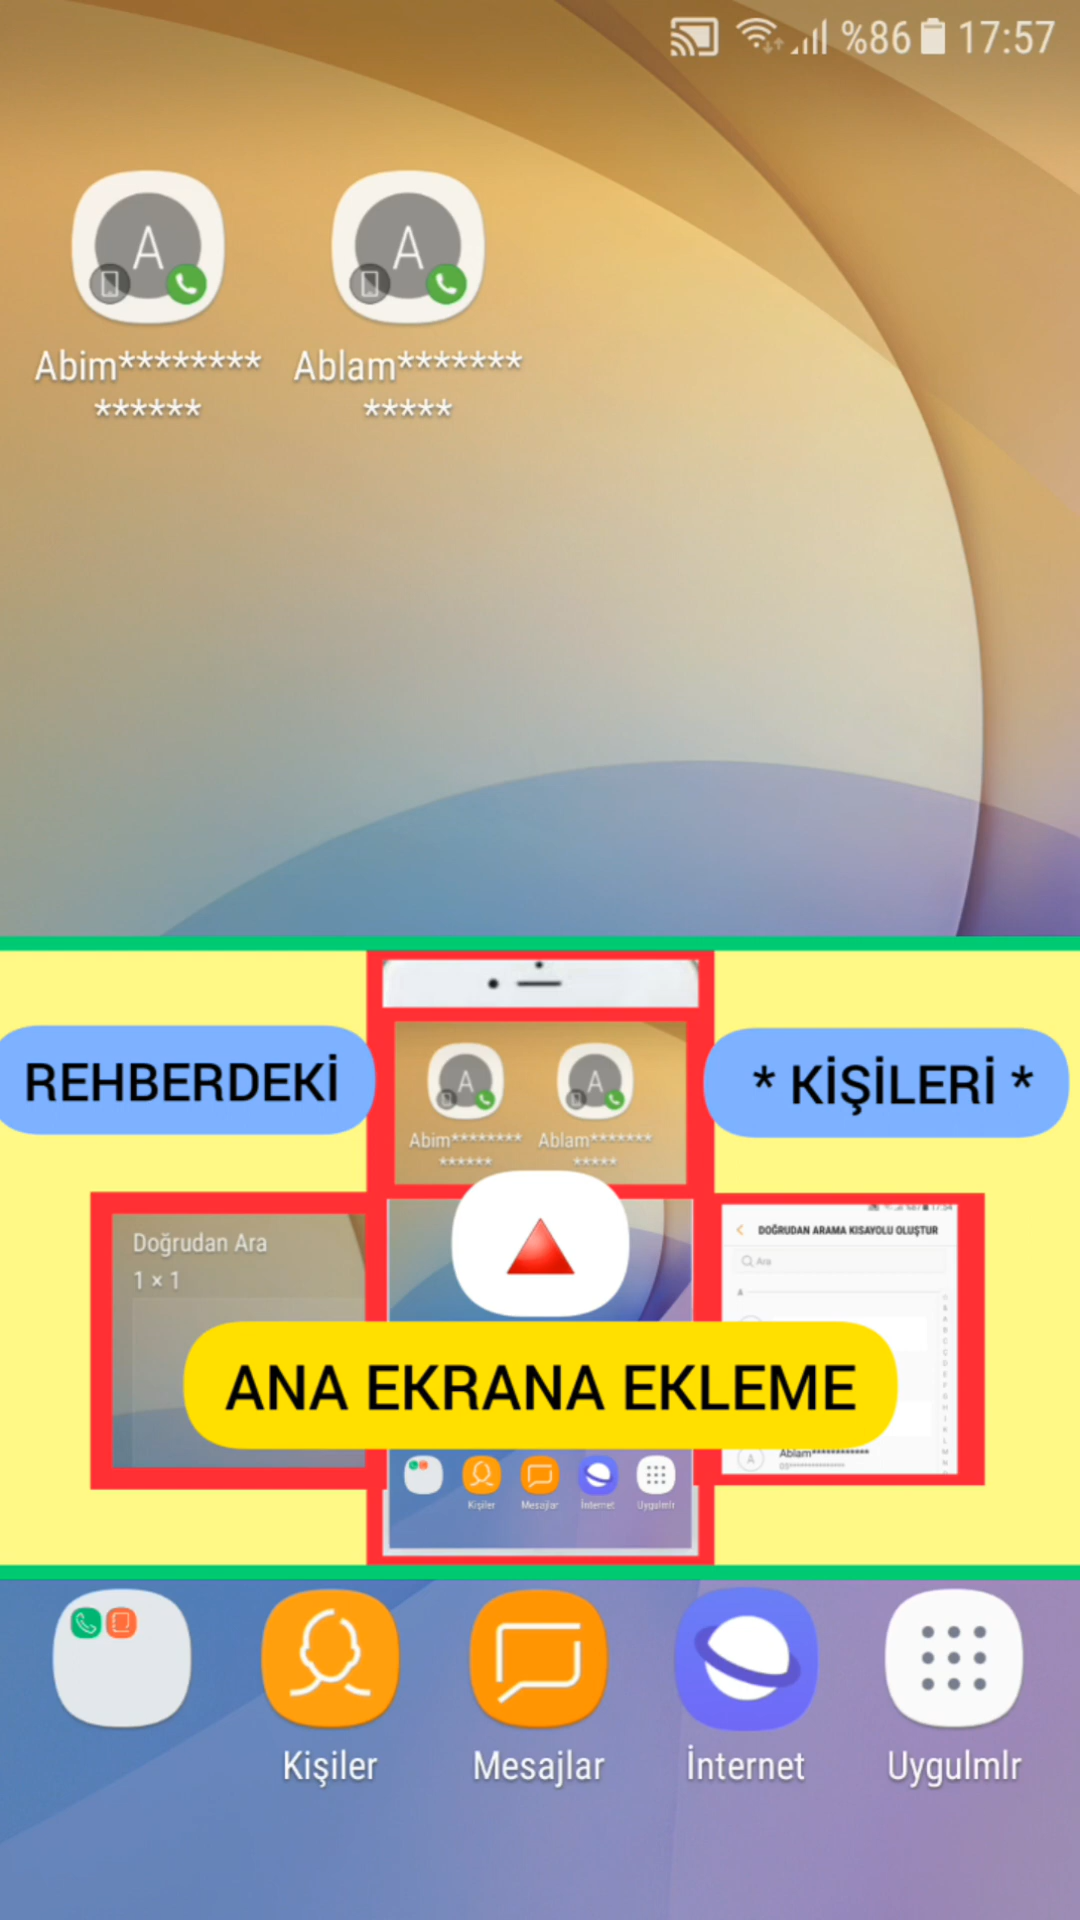 %86 17:57
A A
Abim******** Ablam*******
****** *****
REHBERDEKİ
* KİŞİLERİ *
A A
Abim******** Ablam*******
****** *****
Doğrudan Ara
1 × 1
DOĞRUDAN ARAMA KISAYOLU OLUŞTUR
Ara
A
ANA EKRANA EKLEME
A
Ablam************
Kişiler Mesajlar İnternet Uygulmlr
Kişiler Mesajlar İnternet Uygulmlr